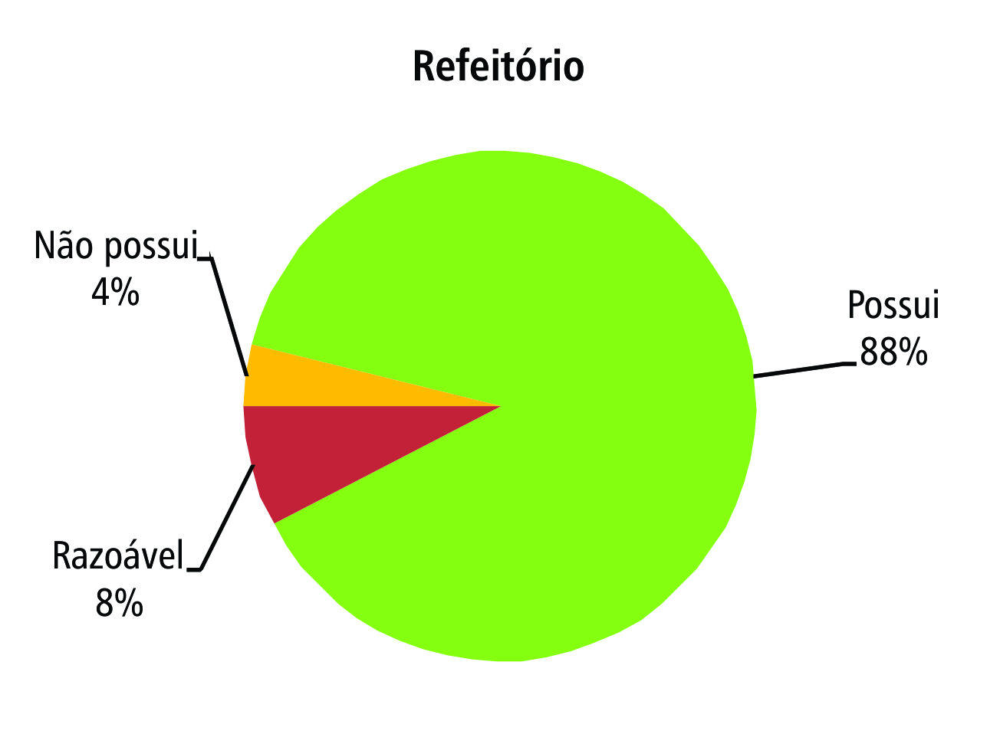 Refeitório
Não possui
4%
Possui
88%
Razoável
8%